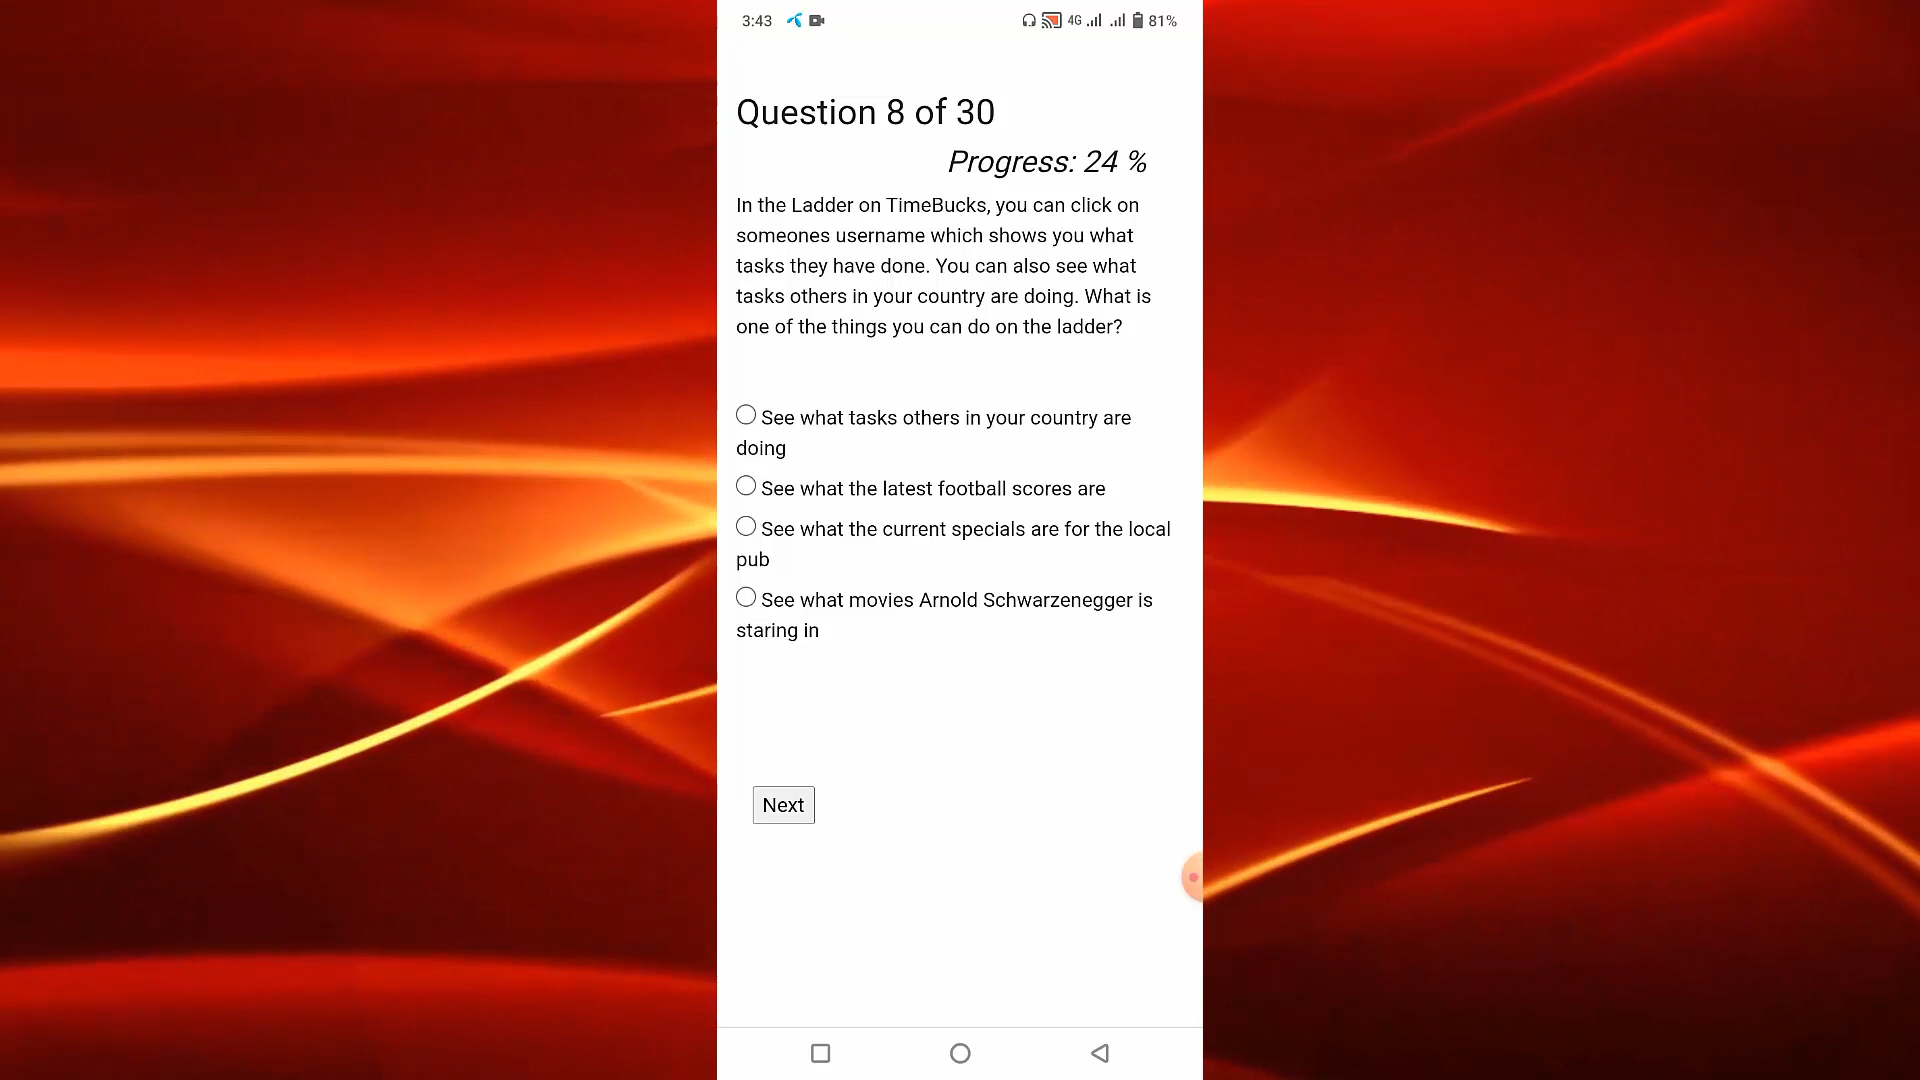 3:43 4G 81%
Question 8 of 30
Progress: 24 %
In the Ladder on TimeBucks, you can click on
someones username which shows you what
tasks they have done. You can also see what
tasks others in your country are doing. What is
one of the things you can do on the ladder?
See what tasks others in your country are
doing
See what the latest football scores are
See what the current specials are for the local
pub
See what movies Arnold Schwarzenegger is
staring in
Next